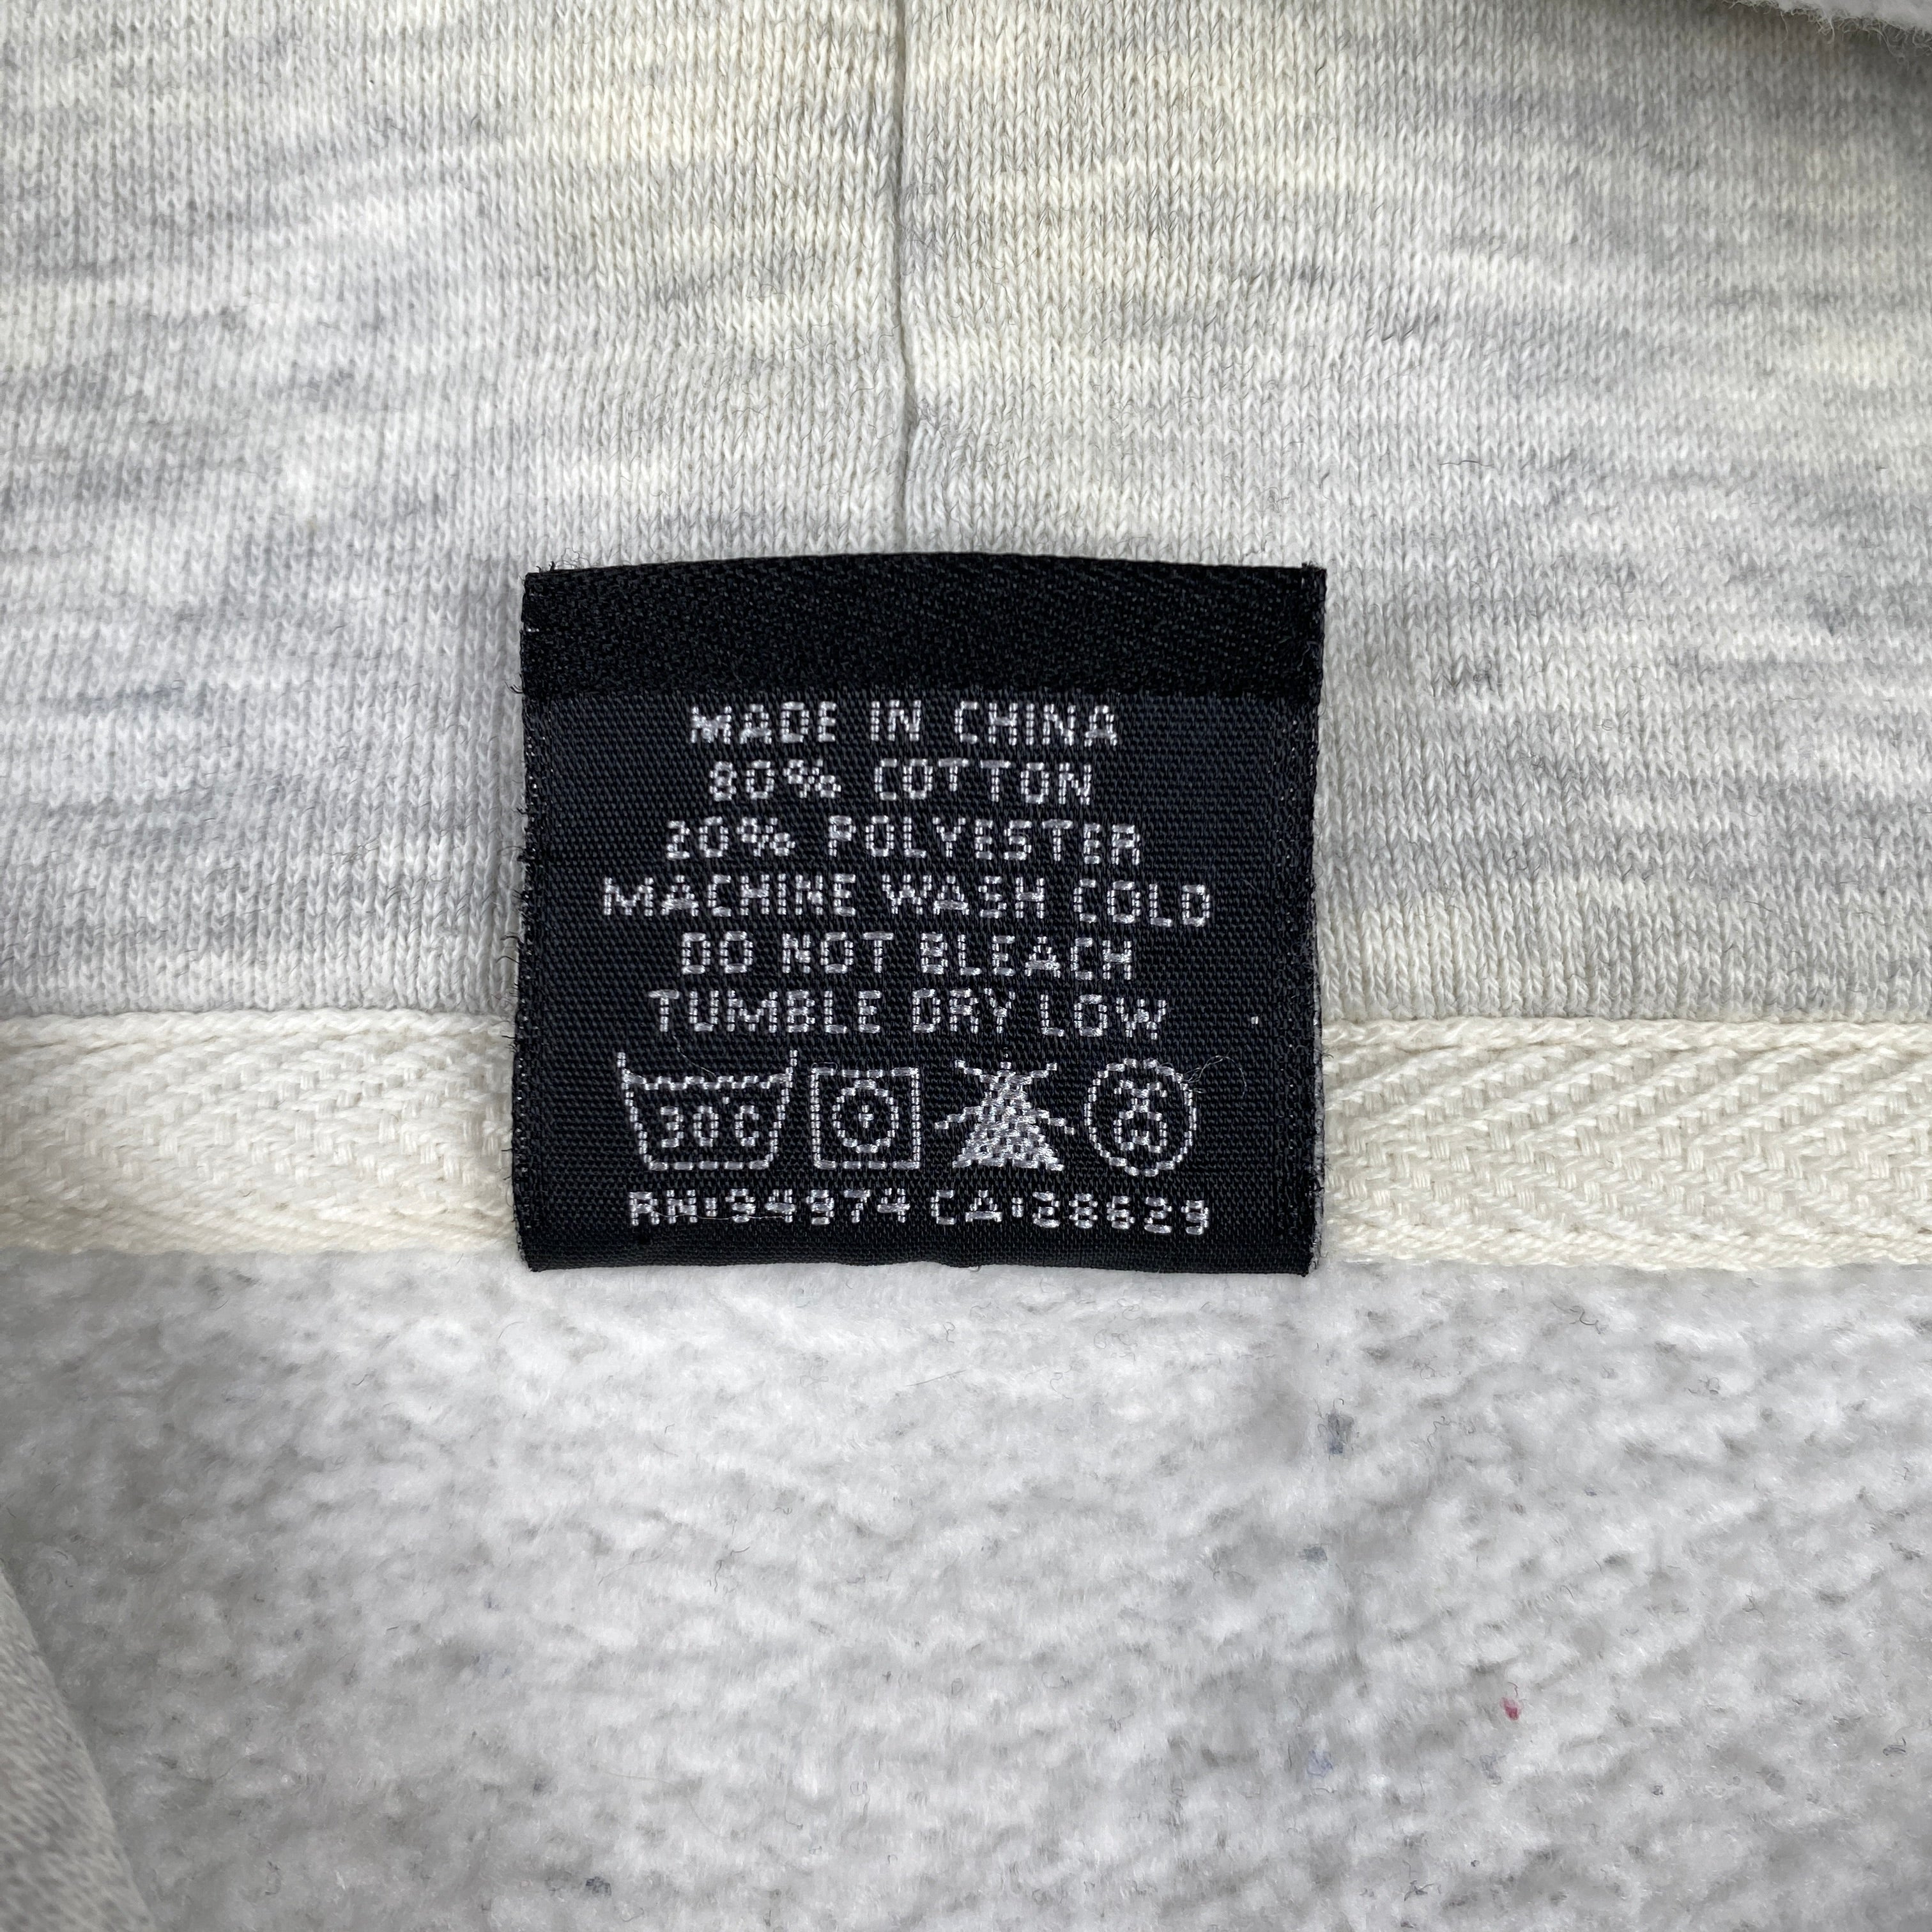 MADE IN CHINA
80% COTTON
20% POLYESTER
MACHINE WASH COLD
DO NOT BLEACH
TUMBLE DRY LOW
30C
RN:94974 CA:28629